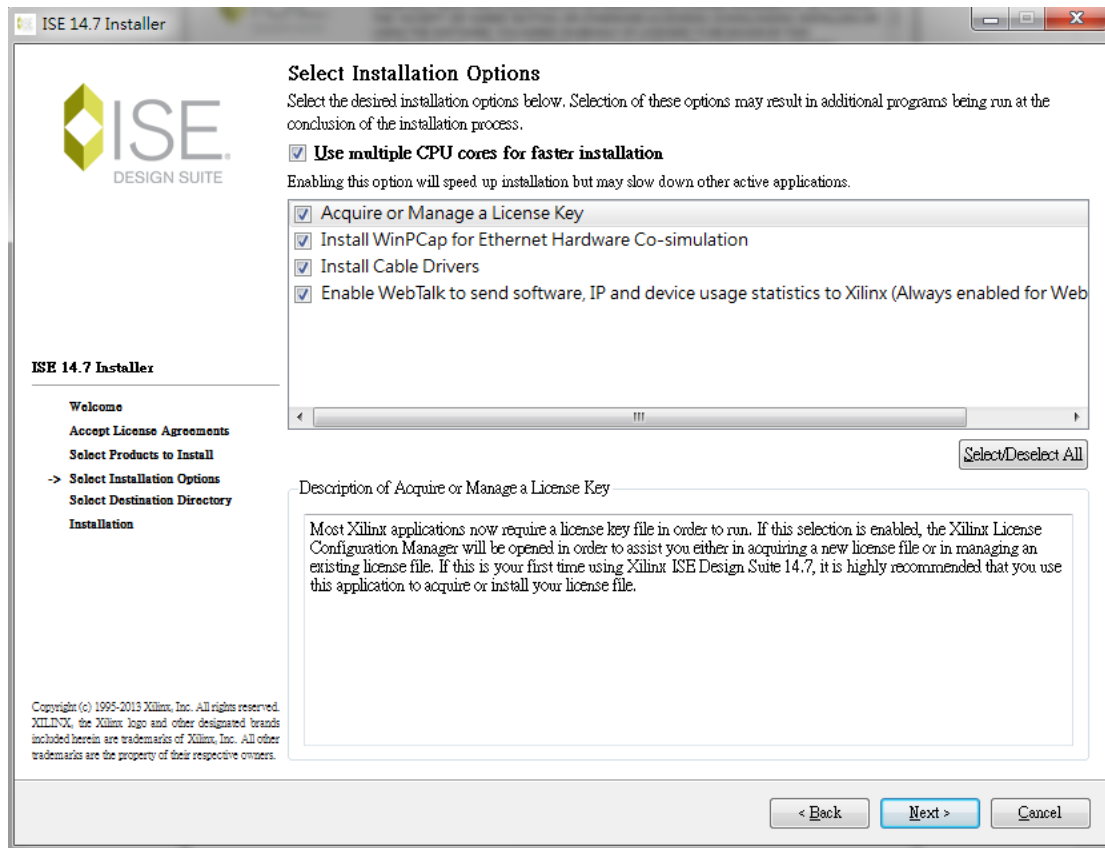 ISE 14.7 Installer
ISE®
DESIGN SUITE
Select Installation Options
Select the desired installation options below. Selection of these options may result in additional programs being run at the
conclusion of the installation process.
Use multiple CPU cores for faster installation
Enabling this option will speed up installation but may slow down other active applications.
Acquire or Manage a License Key
Install WinPCap for Ethernet Hardware Co-simulation
Install Cable Drivers
Enable WebTalk to send software, IP and device usage statistics to Xilinx (Always enabled for Web
Select/Deselect All
ISE 14.7 Installer
Welcome
Accept License Agreements
Select Products to Install
-> Select Installation Options
Select Destination Directory
Installation
Description of Acquire or Manage a License Key
Most Xilinx applications now require a license key file in order to run. If this selection is enabled, the Xilinx License
Configuration Manager will be opened in order to assist you either in acquiring a new license file or in managing an
existing license file. If this is your first time using Xilinx ISE Design Suite 14.7, it is highly recommended that you use
this application to acquire or install your license file.
Copyright (c) 1995-2013 Xilinx, Inc. All rights reserved.
XILINX, the Xilinx logo and other designated brands
included herein are trademarks of Xilinx, Inc. All other
trademarks are the property of their respective owners.
< Back
Next >
Cancel